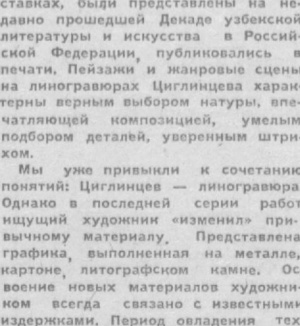 ставках, были представлены на не-
давно прошедшей Декаде узбекской
литературы и искусства в Россий-
ской Федерации, публиковались в
печати. Пейзажи и жанровые сцены
на линогравюрах Циглинцева харак-
терны верным выбором натуры, впе-
чатляющей композицией, умелым
подбором деталей, уверенным штри-
хом.
Мы уже привыкли к сочетанию
понятий: Циглинцев — линогравюра
Однако в последней серии работ
ищущий художник «изменил» при-
вычному материалу. Представлена
графика, выполненная на металле,
картоне, литографском камне. Ос
воение новых материалов художни-
ком всегда связано с известными
издержками. Период овладения тех